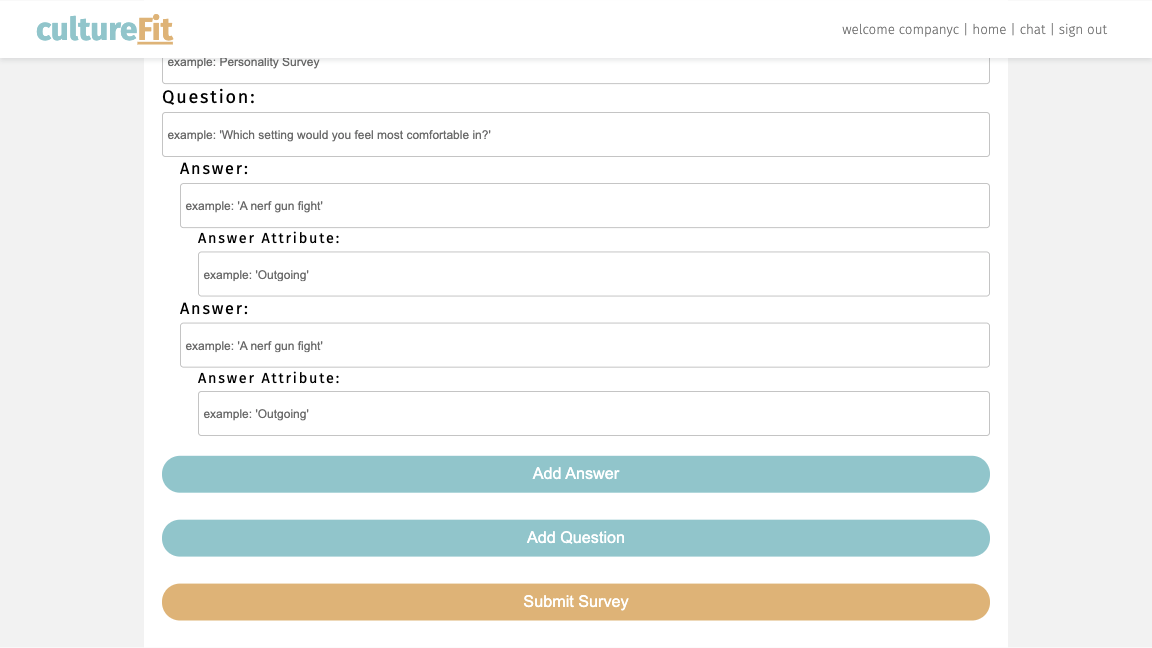 cultureFit
welcome companyc | home | chat | sign out
example: Personality Survey
Question:
example: 'Which setting would you feel most comfortable in?'
Answer:
example: 'A nerf gun fight'
Answer Attribute:
example: 'Outgoing'
Answer:
example: 'A nerf gun fight'
Answer Attribute:
example: 'Outgoing'
Add Answer
Add Question
Submit Survey